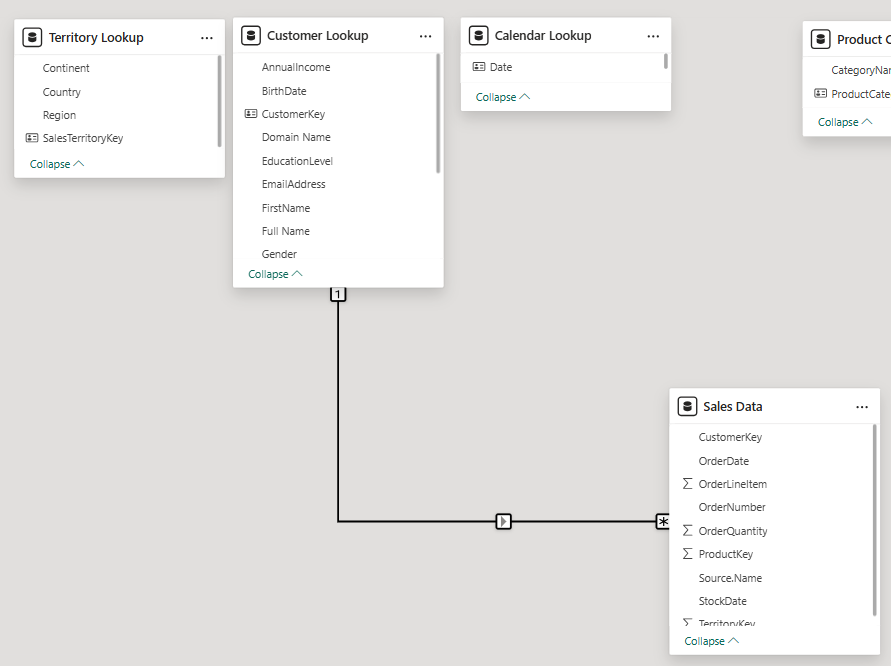 Territory Lookup
Continent
Country
Region
SalesTerritoryKey
Collapse
Customer Lookup
AnnualIncome
BirthDate
CustomerKey
Domain Name
EducationLevel
EmailAddress
FirstName
Full Name
Gender
Collapse
Calendar Lookup
Date
Collapse
Product C
CategoryNar
ProductCate
Collapse
1
*
Sales Data
CustomerKey
OrderDate
OrderLineItem
OrderNumber
OrderQuantity
ProductKey
Source.Name
StockDate
TerritoryKey
Collapse